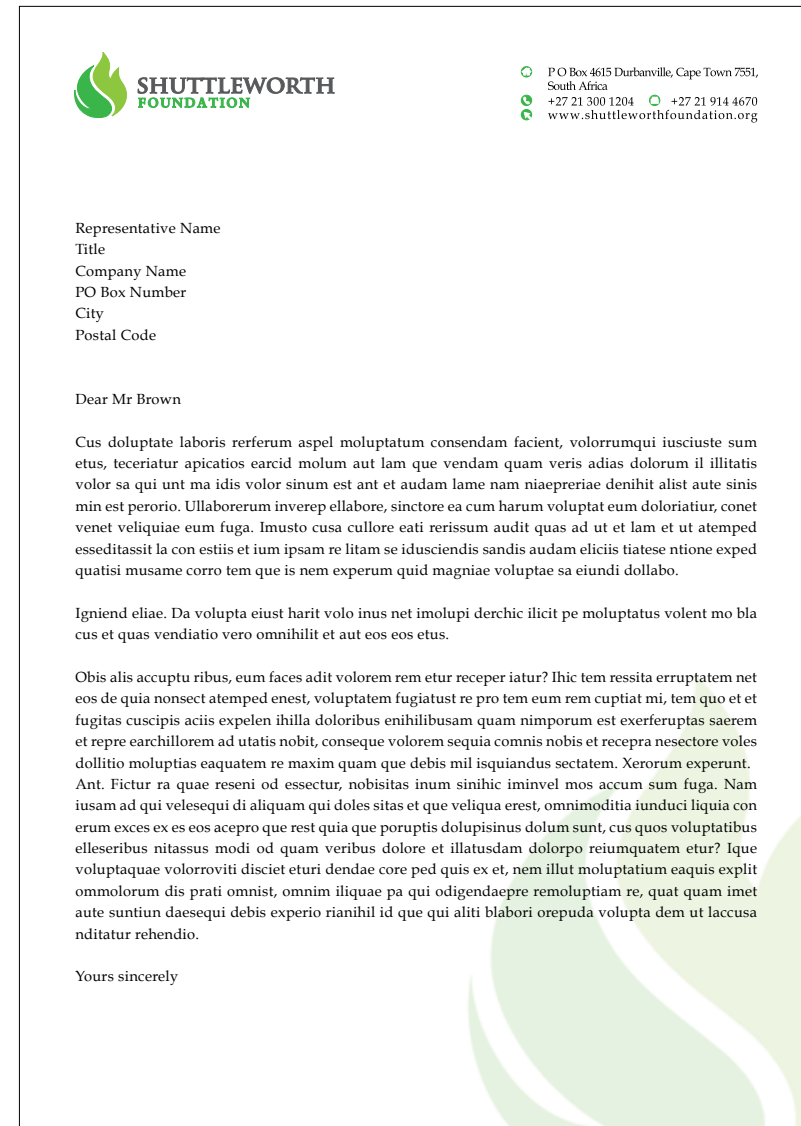 SHUTTLEWORTH
FOUNDATION
P O Box 4615 Durbanville, Cape Town 7551,
South Africa
+27 21 300 1204 +27 21 914 4670
www.shuttleworthfoundation.org
Representative Name
Title
Company Name
PO Box Number
City
Postal Code
Dear Mr Brown
Cus doluptate laboris rerferum aspel moluptatum consendam facient, volorrumqui iusciuste sum
etus, teceriatur apicatios earcid molum aut lam que vendam quam veris adias dolorum il illitatis
volor sa qui unt ma idis volor sinum est ant et audam lame nam niaepreriae denihit alist aute sinis
min est perorio. Ullaborerum inverep ellabore, sinctore ea cum harum voluptat eum doloriatiur, conet
venet veliquiae eum fuga. Imusto cusa cullore eati rerissum audit quas ad ut et lam et ut atemped
esseditassit la con estiis et ium ipsam re litam se idusciendis sandis audam eliciis tiatese ntione exped
quatisi musame corro tem que is nem experum quid magniae voluptae sa eiundi dollabo.
Igniend eliae. Da volupta eiust harit volo inus net imolupi derchic ilicit pe moluptatus volent mo bla
cus et quas vendiatio vero omnihilit et aut eos eos etus.
Obis alis accuptu ribus, eum faces adit volorem rem etur receper iatur? Ihic tem ressita erruptatem net
eos de quia nonsect atemped enest, voluptatem fugiatust re pro tem eum rem cuptiat mi, tem quo et et
fugitas cuscipis aciis expelen ihilla doloribus enihilibusam quam nimporum est exerferuptas saerem
et repre earchillorem ad utatis nobit, conseque volorem sequia comnis nobis et recepra nesectore voles
dollitio moluptias eaquatem re maxim quam que debis mil isquiandus sectatem. Xerorum experunt.
Ant. Fictur ra quae reseni od essectur, nobisitas inum sinihic iminvel mos accum sum fuga. Nam
iusam ad qui velesequi di aliquam qui doles sitas et que veliqua erest, omnimoditia iunduci liquia con
erum exces ex es eos acepro que rest quia que poruptis dolupisinus dolum sunt, cus quos voluptatibus
elleseribus nitassus modi od quam veribus dolore et illatusdam dolorpo reiumquatem etur? Ique
voluptaquae volorroviti disciet eturi dendae core ped quis ex et, nem illut moluptatium eaquis explit
ommolorum dis prati omnist, omnim iliquae pa qui odigendaepre remoluptiam re, quat quam imet
aute suntiun daesequi debis experio rianihil id que qui aliti blabori orepuda volupta dem ut laccusa
nditatur rehendio.
Yours sincerely